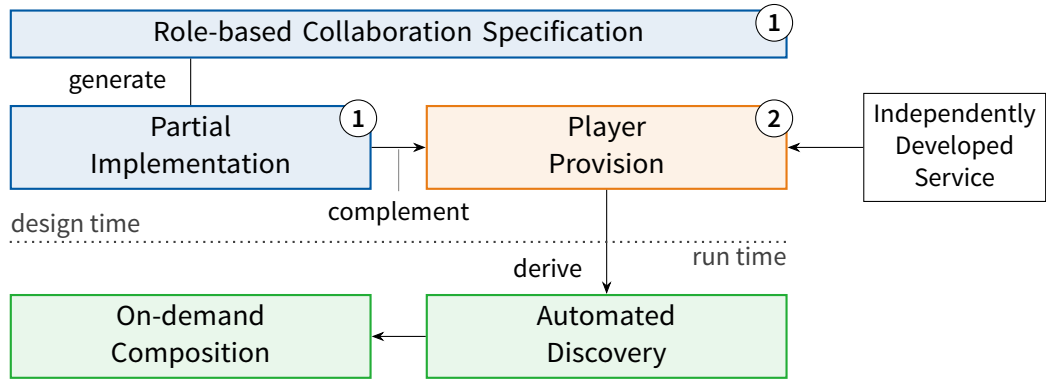 Role-based Collaboration Specification
1
generate
Partial
Implementation
1
Player
Provision
2
Independently
Developed
Service
complement
design time
run time
derive
On-demand
Composition
Automated
Discovery